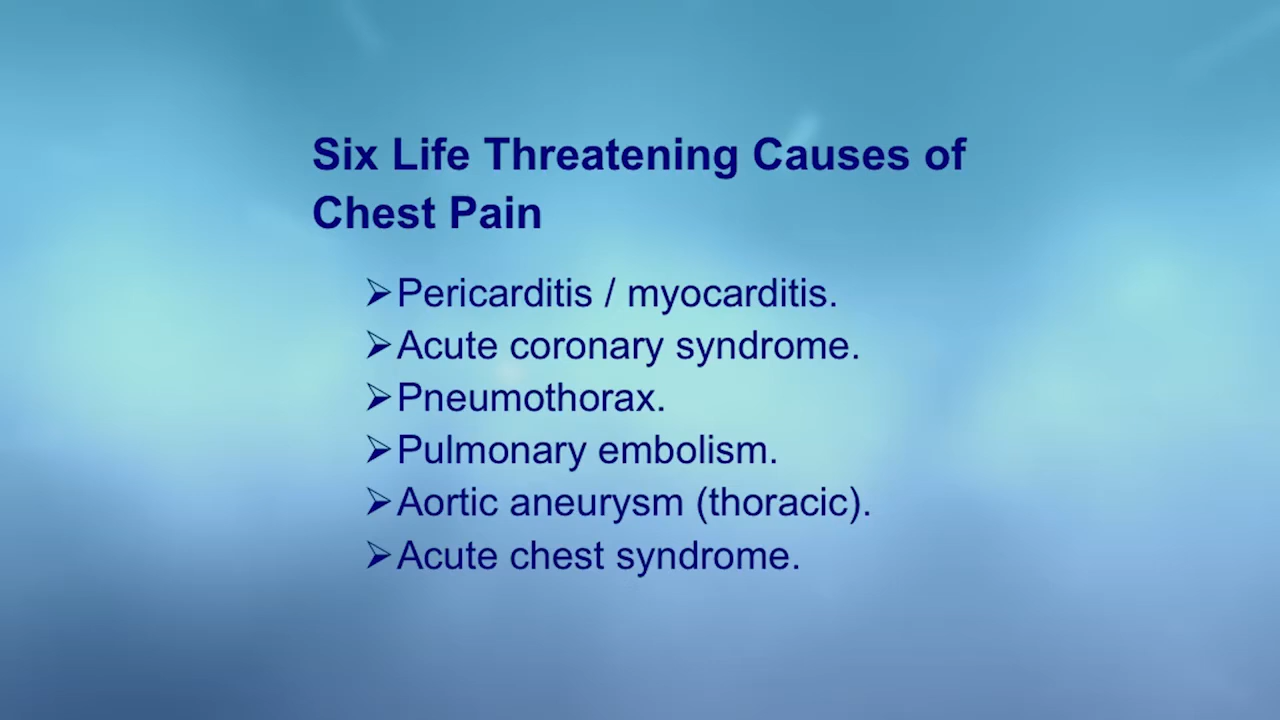 Six Life Threatening Causes of
Chest Pain
➢Pericarditis / myocarditis.
➢Acute coronary syndrome.
➢Pneumothorax.
➢Pulmonary embolism.
➢Aortic aneurysm (thoracic).
➢Acute chest syndrome.